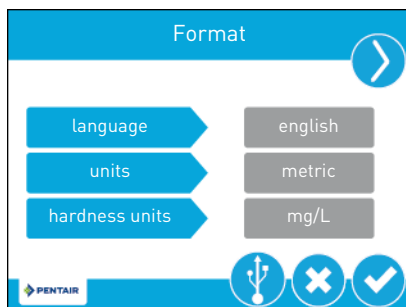 Format
language
english
units
metric
hardness units
mg/L
PENTAIR